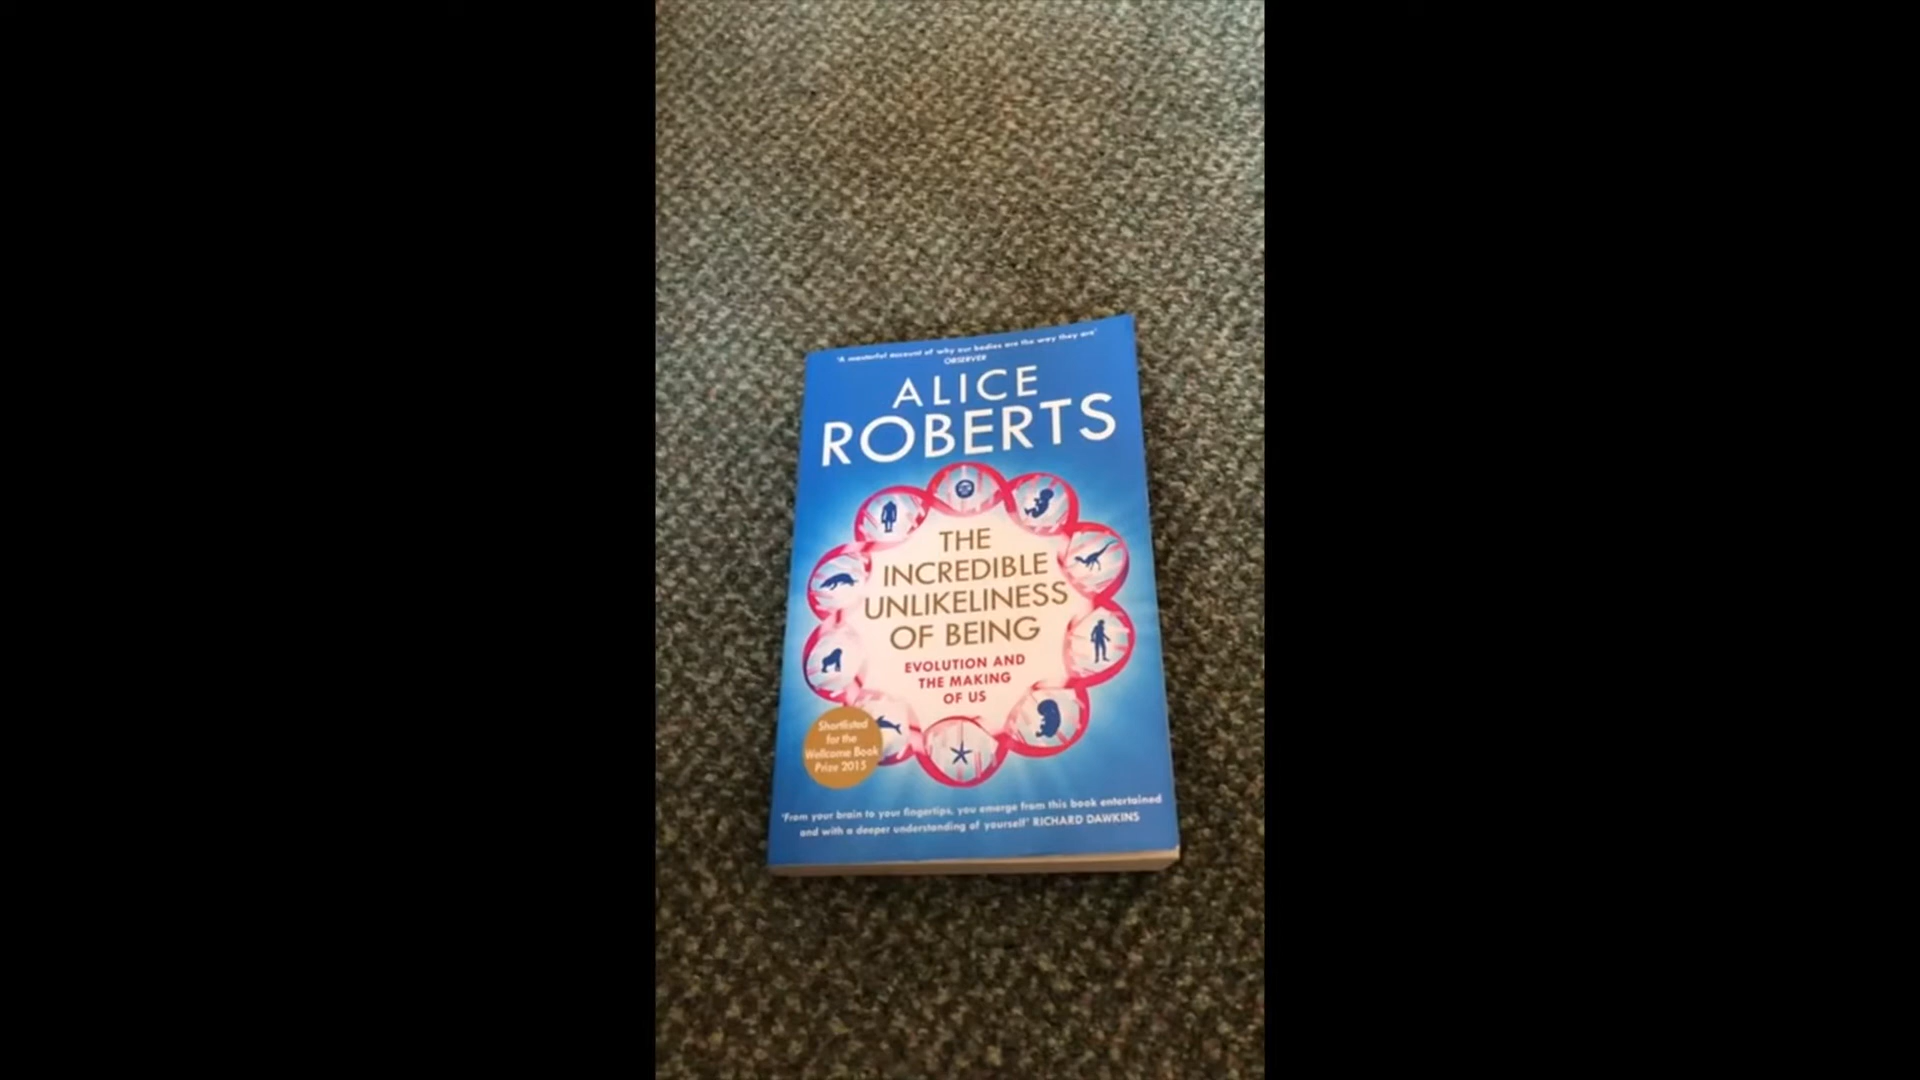 'A masterful account of why our bodies are the way they are'
OBSERVER
ALICE
ROBERTS
THE
INCREDIBLE
UNLIKELINESS
OF BEING
EVOLUTION AND
THE MAKING
OF US
Shortlisted
for the
Wellcome Book
Prize 2015
'From your brain to your fingertips, you emerge from this book entertained
and with a deeper understanding of yourself' RICHARD DAWKINS